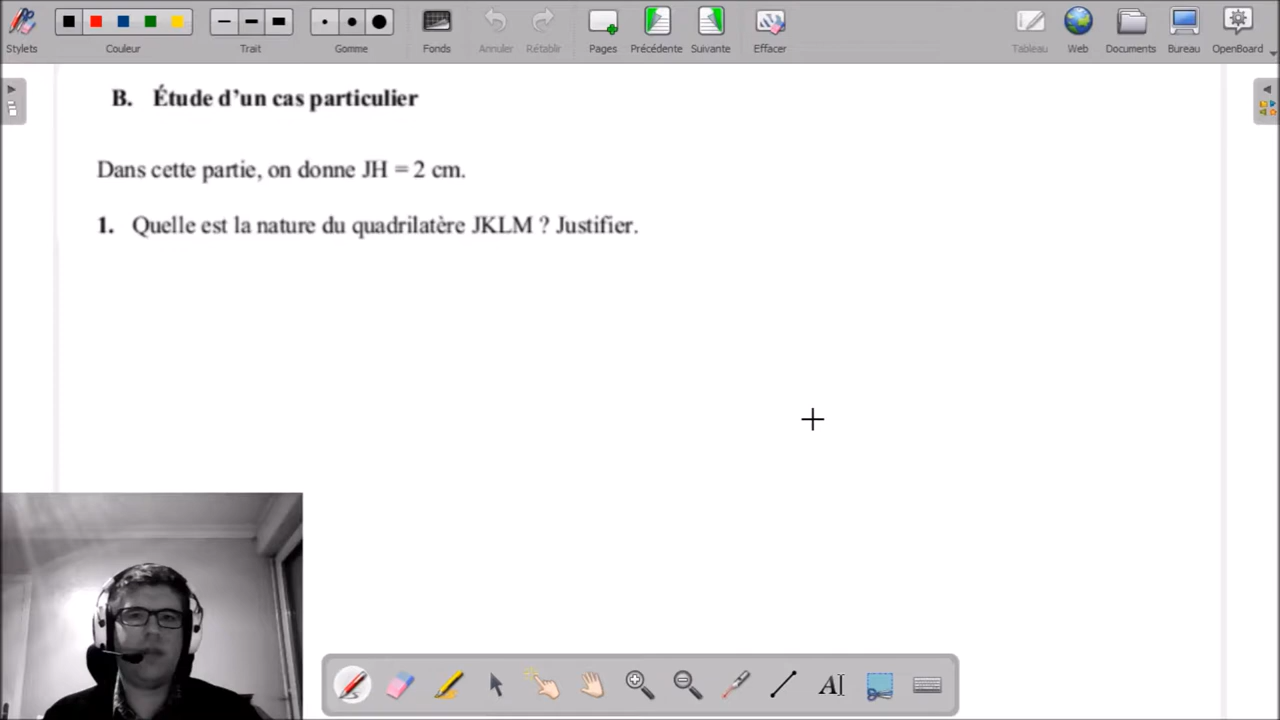 Stylets Couleur Trait Gomme Fonds Annuler Rétablir Pages Précédente Suivante Effacer Tableau Web Documents Bureau OpenBoard
B. Étude d'un cas particulier
Dans cette partie, on donne JH = 2 cm.
1. Quelle est la nature du quadrilatère JKLM ? Justifier.
AI